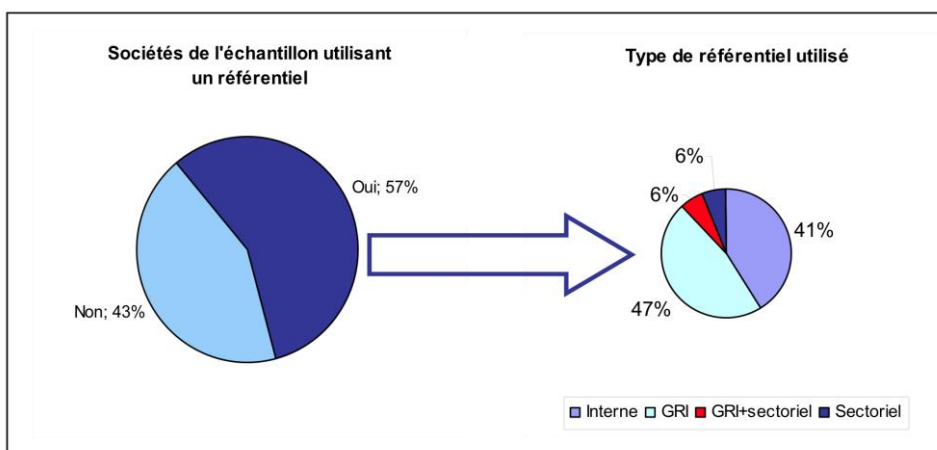 Sociétés de l'échantillon utilisant
un référentiel
Oui; 57%
Non; 43%
Type de référentiel utilisé
6%
6%
41%
47%
Interne GRI GRI+sectoriel Sectoriel